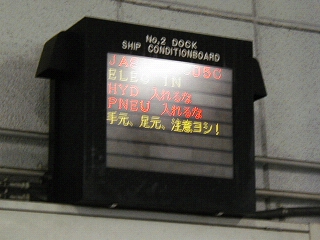 No.2 DOCK
SHIP CONDITIONBOARD
ELEC IN
HYD 入れるな
PNEU 入れるな
手元、足元、注意ヨシ!